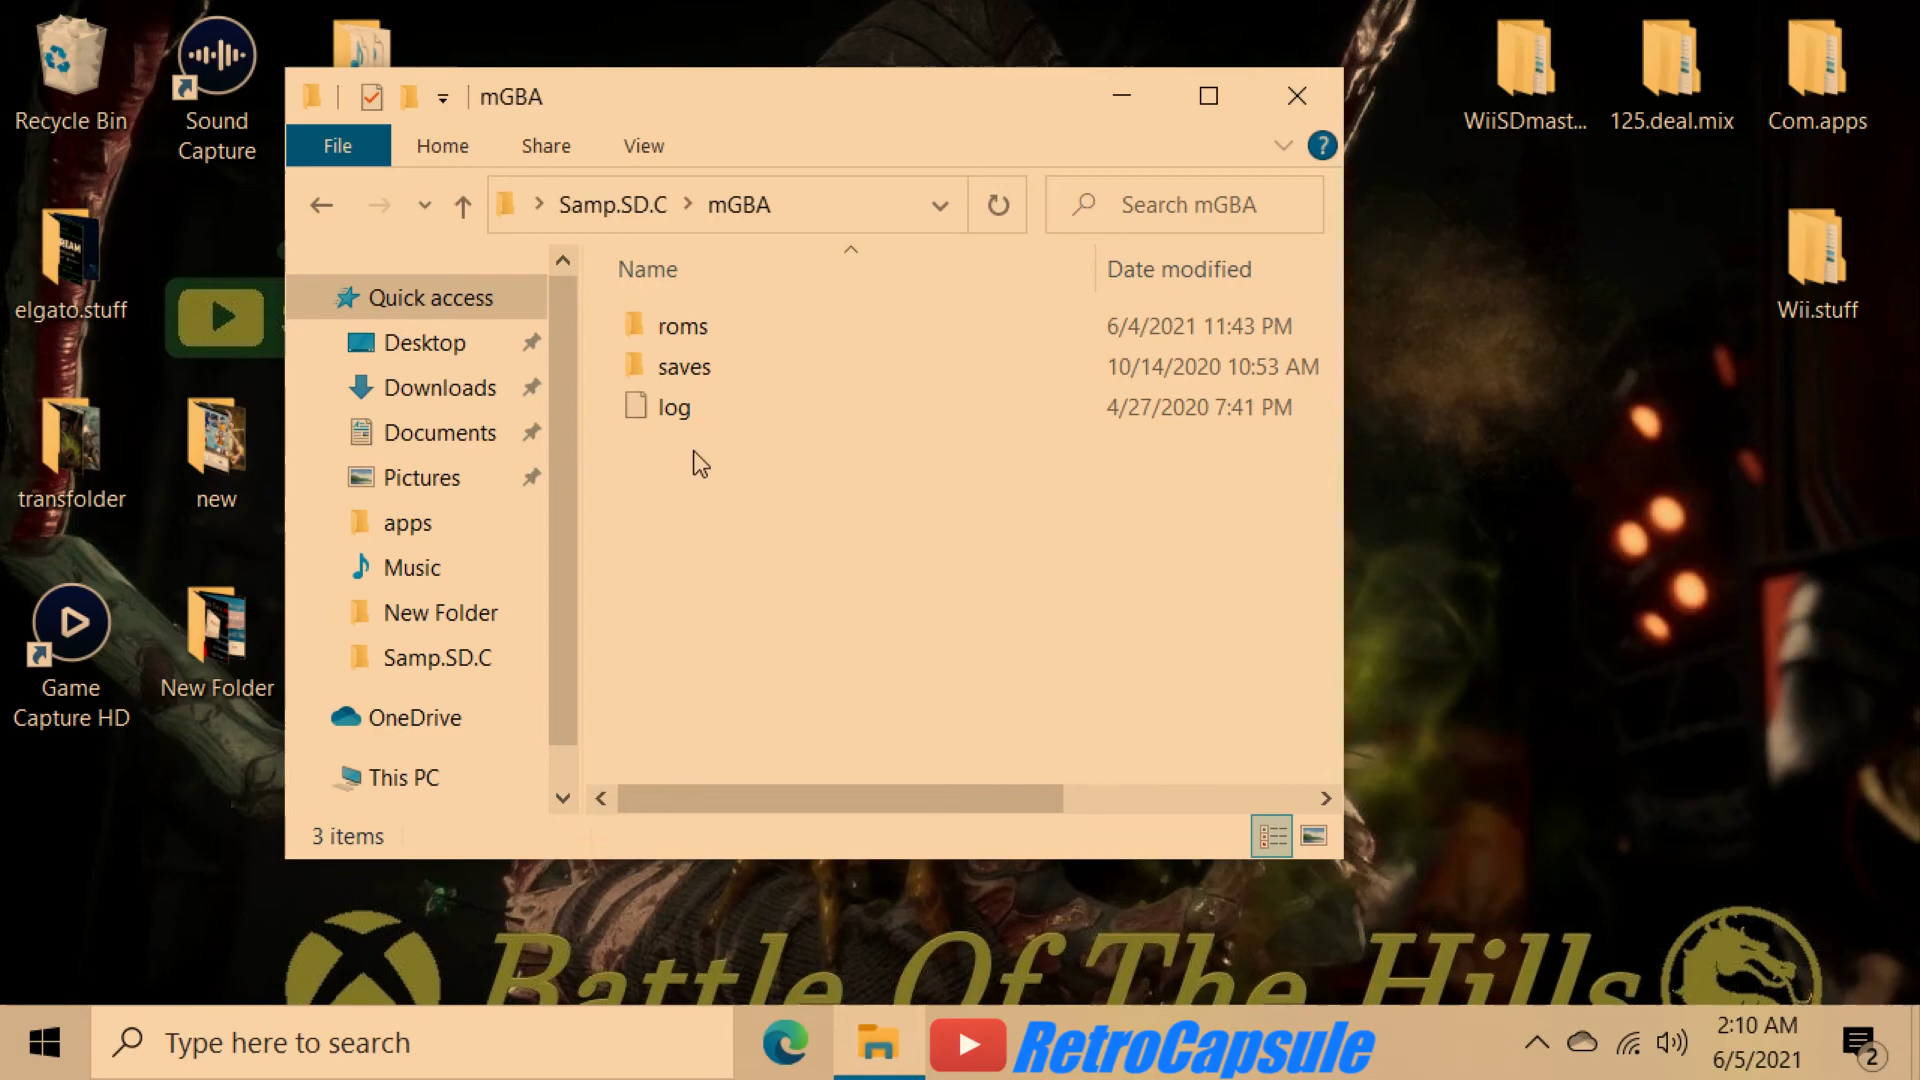 Recycle Bin
Sound
Capture
WiiSDmast...
125.deal.mix
Com.apps
elgato.stuff
Wii.stuff
transfolder
new
Game
Capture HD
New Folder
mGBA
File
Home
Share
View
?
Samp.SD.C
mGBA
Search mGBA
Name
Date modified
Quick access
Desktop
Downloads
Documents
Pictures
apps
Music
New Folder
Samp.SD.C
OneDrive
This PC
roms 6/4/2021 11:43 PM
saves 10/14/2020 10:53 AM
log 4/27/2020 7:41 PM
3 items
Battle Of The Hills
Type here to search
RetroCapsule
2:10 AM
6/5/2021
2